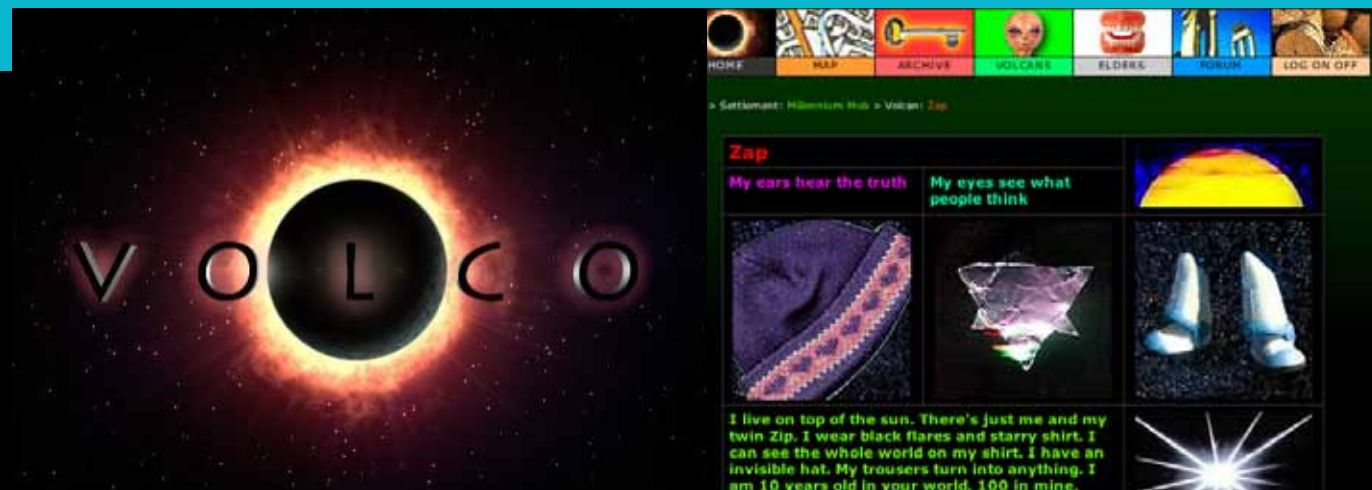 VOLCO
HOME MAP ARCHIVE VOLCANS ELDERS FORUM LOG ON OFF
> Settlement: Millennium Mob > Volcan: Zap
Zap
My ears hear the truth
My eyes see what
people think
I live on top of the sun. There's just me and my
twin Zip. I wear black flares and starry shirt. I
can see the whole world on my shirt. I have an
invisible hat. My trousers turn into anything. I
am 10 years old in your world, 100 in mine.